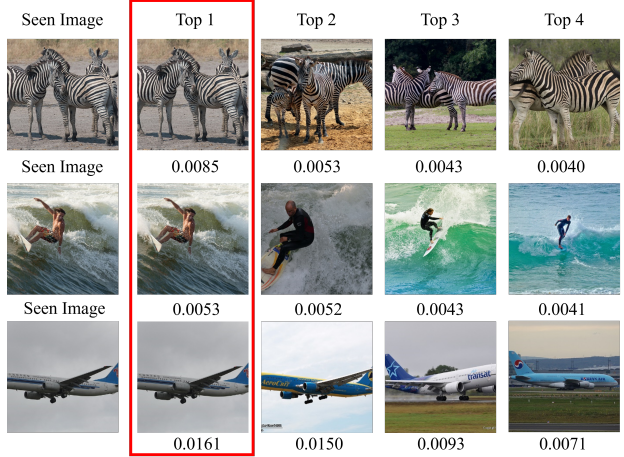 Seen Image Top 1 Top 2 Top 3 Top 4
Seen Image 0.0085 0.0053 0.0043 0.0040
Seen Image 0.0053 0.0052 0.0043 0.0041
transat
0.0161 0.0150 0.0093 0.0071